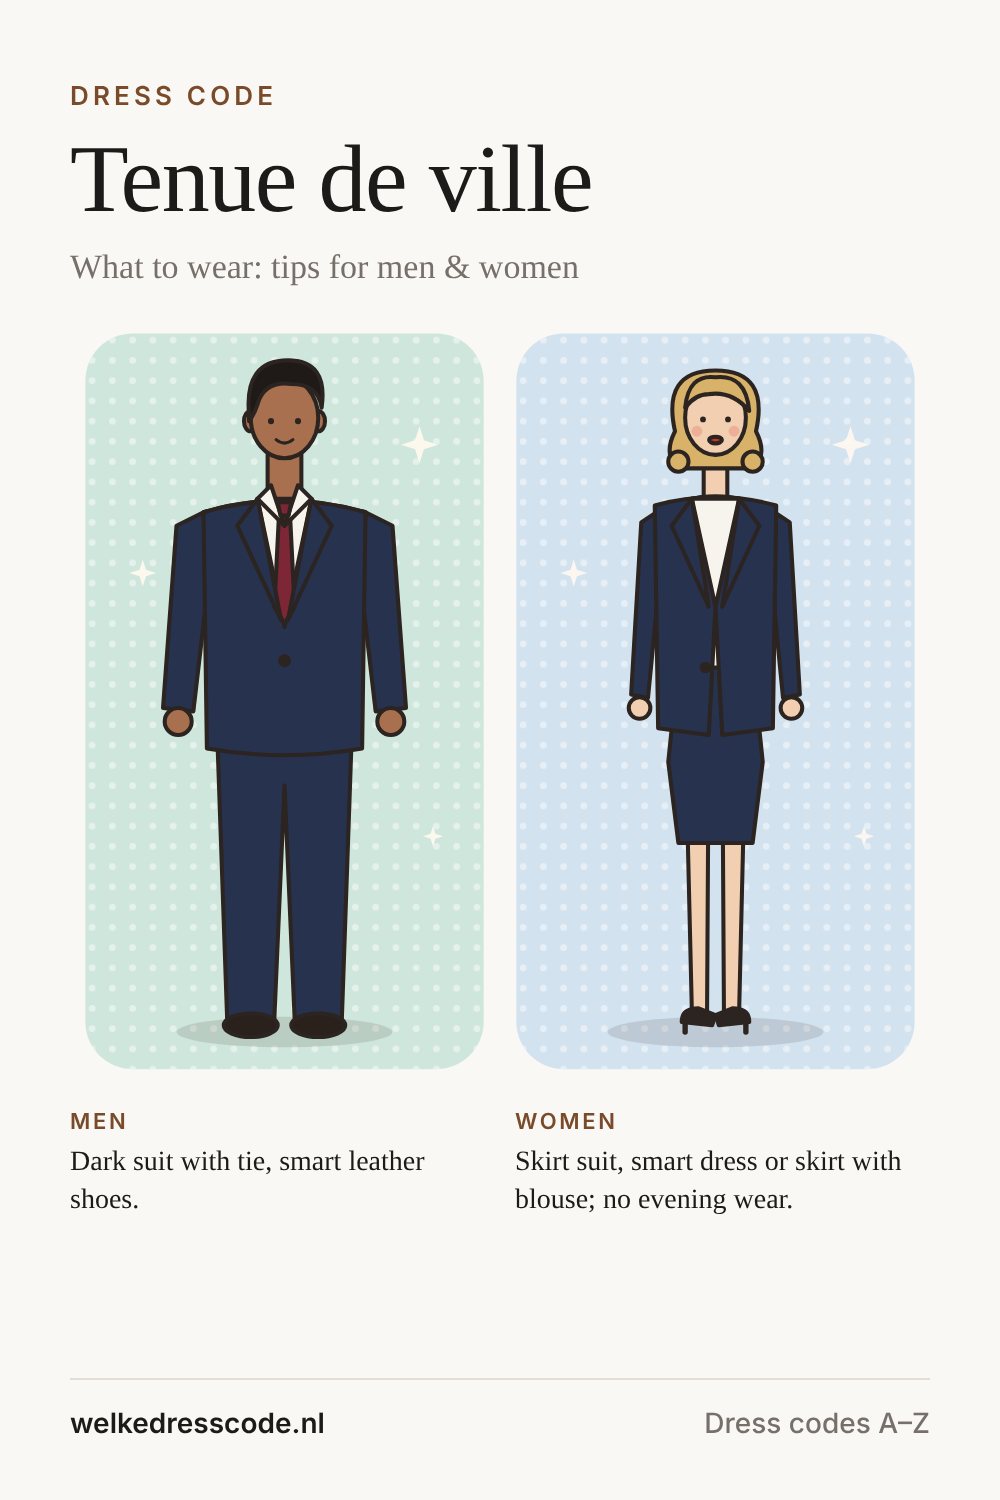 DRESS CODE
Tenue de ville
What to wear: tips for men & women
MEN
Dark suit with tie, smart leather
shoes.
WOMEN
Skirt suit, smart dress or skirt with
blouse; no evening wear.
welkedresscode.nl
Dress codes A–Z